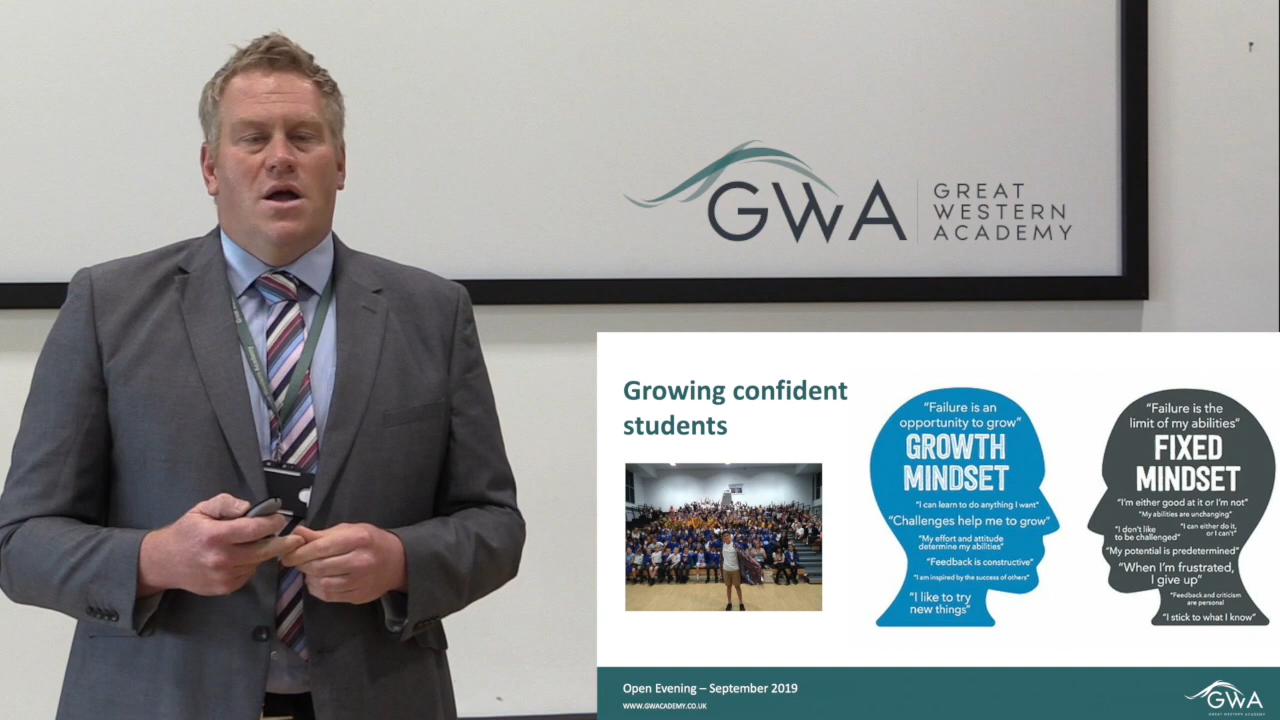 GWA
GREAT
WESTERN
ACADEMY
Growing confident
students
"Failure is an
opportunity to grow"
GROWTH
MINDSET
"I can learn to do anything I want"
"Challenges help me to grow"
"My effort and attitude
determine my abilities"
"Feedback is constructive"
"I am inspired by the success of others"
"I like to try
new things"
"Failure is the
limit of my abilities"
FIXED
MINDSET
"I'm either good at it or I'm not"
"My abilities are unchanging"
"I don't like
to be challenged"
"I can either do it,
or I can't"
"My potential is predetermined"
"When I'm frustrated,
I give up"
"Feedback and criticism
are personal
"I stick to what I know"
Open Evening – September 2019
WWW.GWACADEMY.CO.UK
GWA
GREAT WESTERN ACADEMY